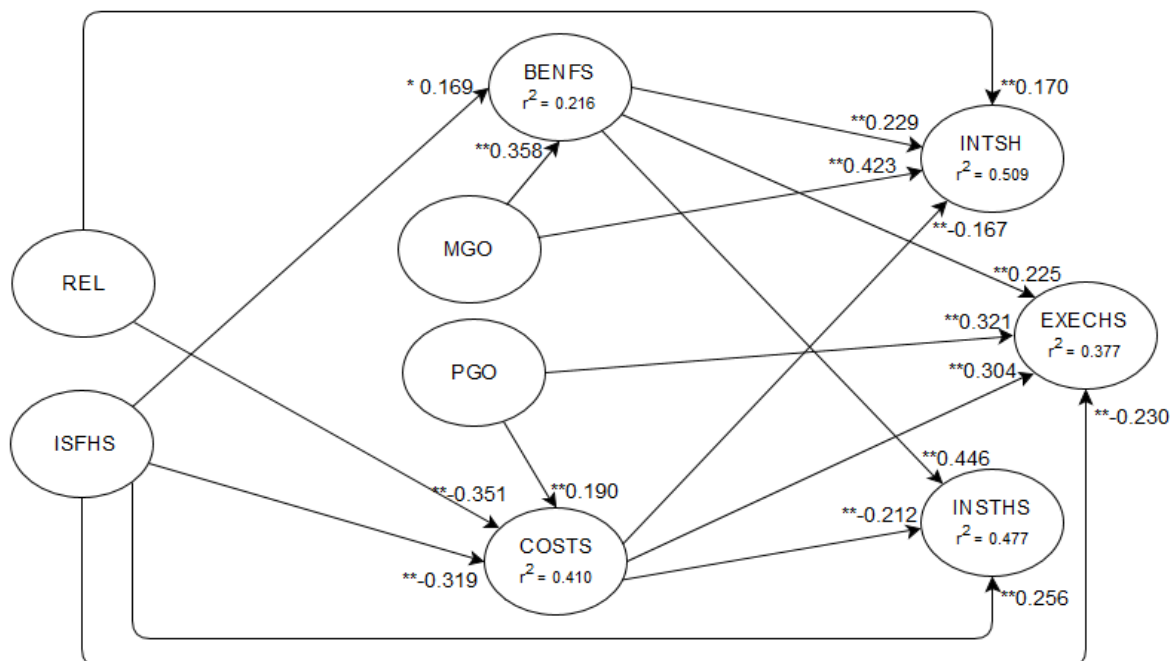 * 0.169
BENFS
r² = 0.216
**0.170
**0.229
INTSH
r² = 0.509
**0.358
**0.423
MGO
**-0.167
REL
**0.225
**0.321
EXECHS
r² = 0.377
PGO
**0.304
**-0.230
ISFHS
**0.446
**-0.351
**0.190
INSTHS
r² = 0.477
**-0.212
COSTS
r² = 0.410
**-0.319
**0.256